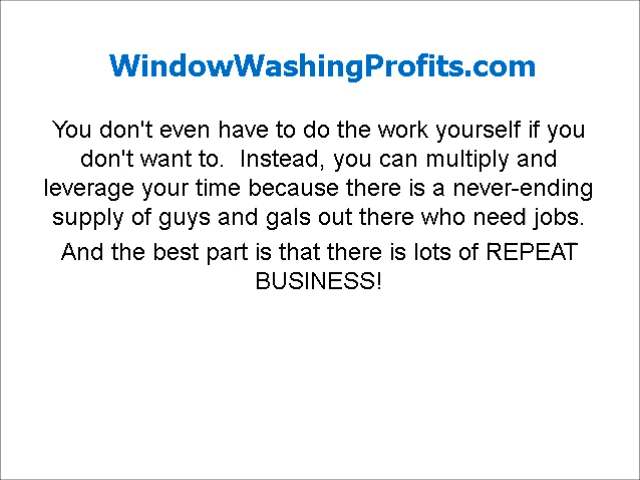 WindowWashingProfits.com
You don't even have to do the work yourself if you
don't want to.  Instead, you can multiply and
leverage your time because there is a never-ending
supply of guys and gals out there who need jobs.
And the best part is that there is lots of REPEAT
BUSINESS!